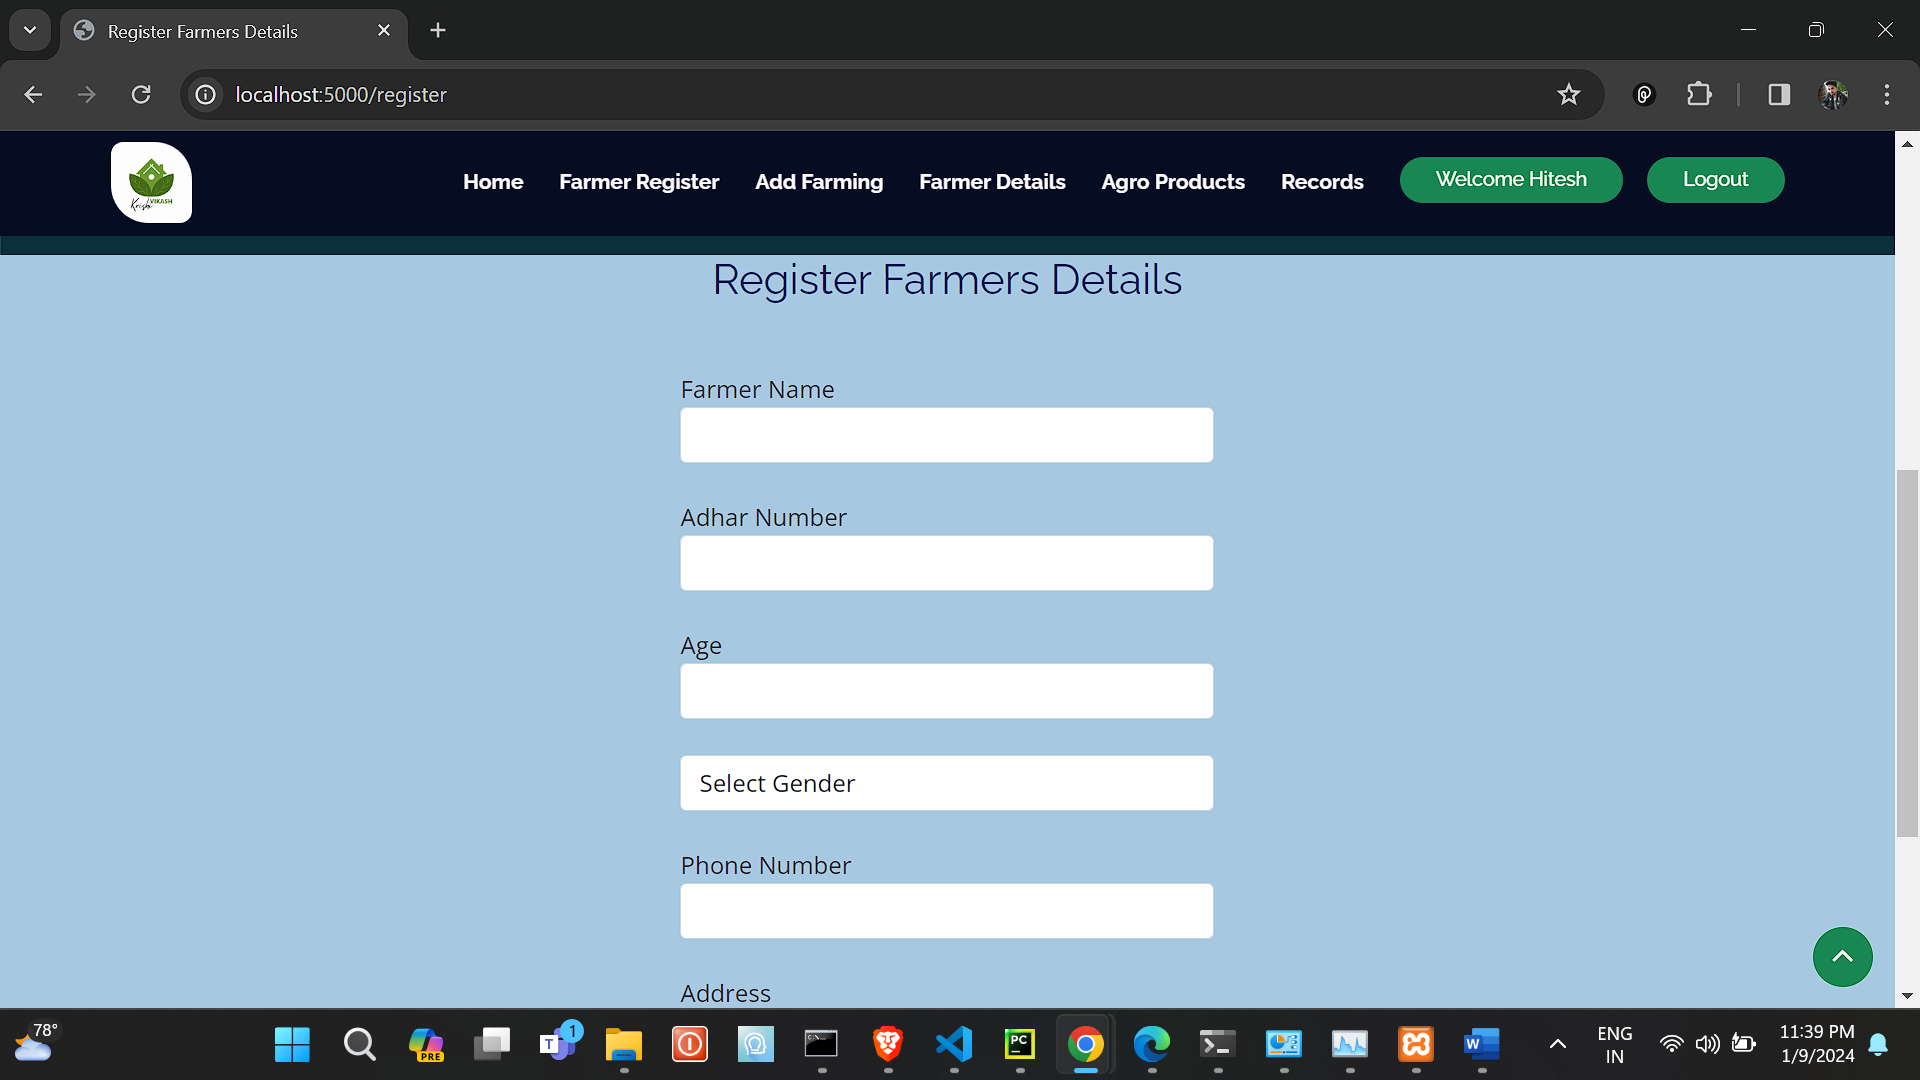 Register Farmers Details
localhost:5000/register
Krishi VIKASH
Home Farmer Register Add Farming Farmer Details Agro Products Records Welcome Hitesh Logout
Register Farmers Details
Farmer Name
Adhar Number
Age
Select Gender
Phone Number
Address
78°
PRE
T 1
C:\
PC
W
ENG
IN
11:39 PM
1/9/2024